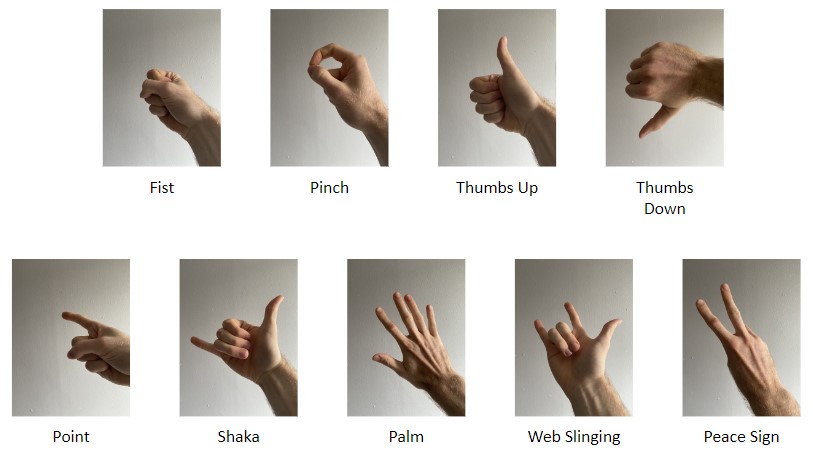 Fist
Pinch
Thumbs Up
Thumbs
Down
Point
Shaka
Palm
Web Slinging
Peace Sign